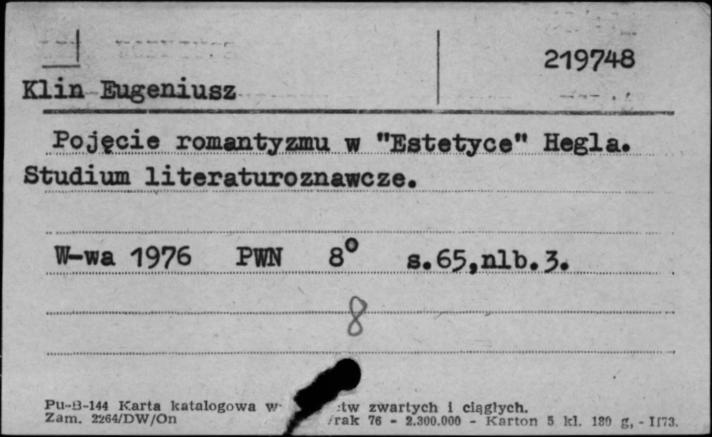 219748
Klin Eugeniusz
Pojęcie romantyzmu w "Estetyce" Hegla.
Studium literaturoznawcze.
W-wa 1976 PWN 8° s.65,nlb.3.
8
Pu-B-144 Karta katalogowa w tw zwartych i ciągłych.
Zam. 2264/DW/On rak 76 - 2.300.000 - Karton 5 kl. 180 g, - II73.